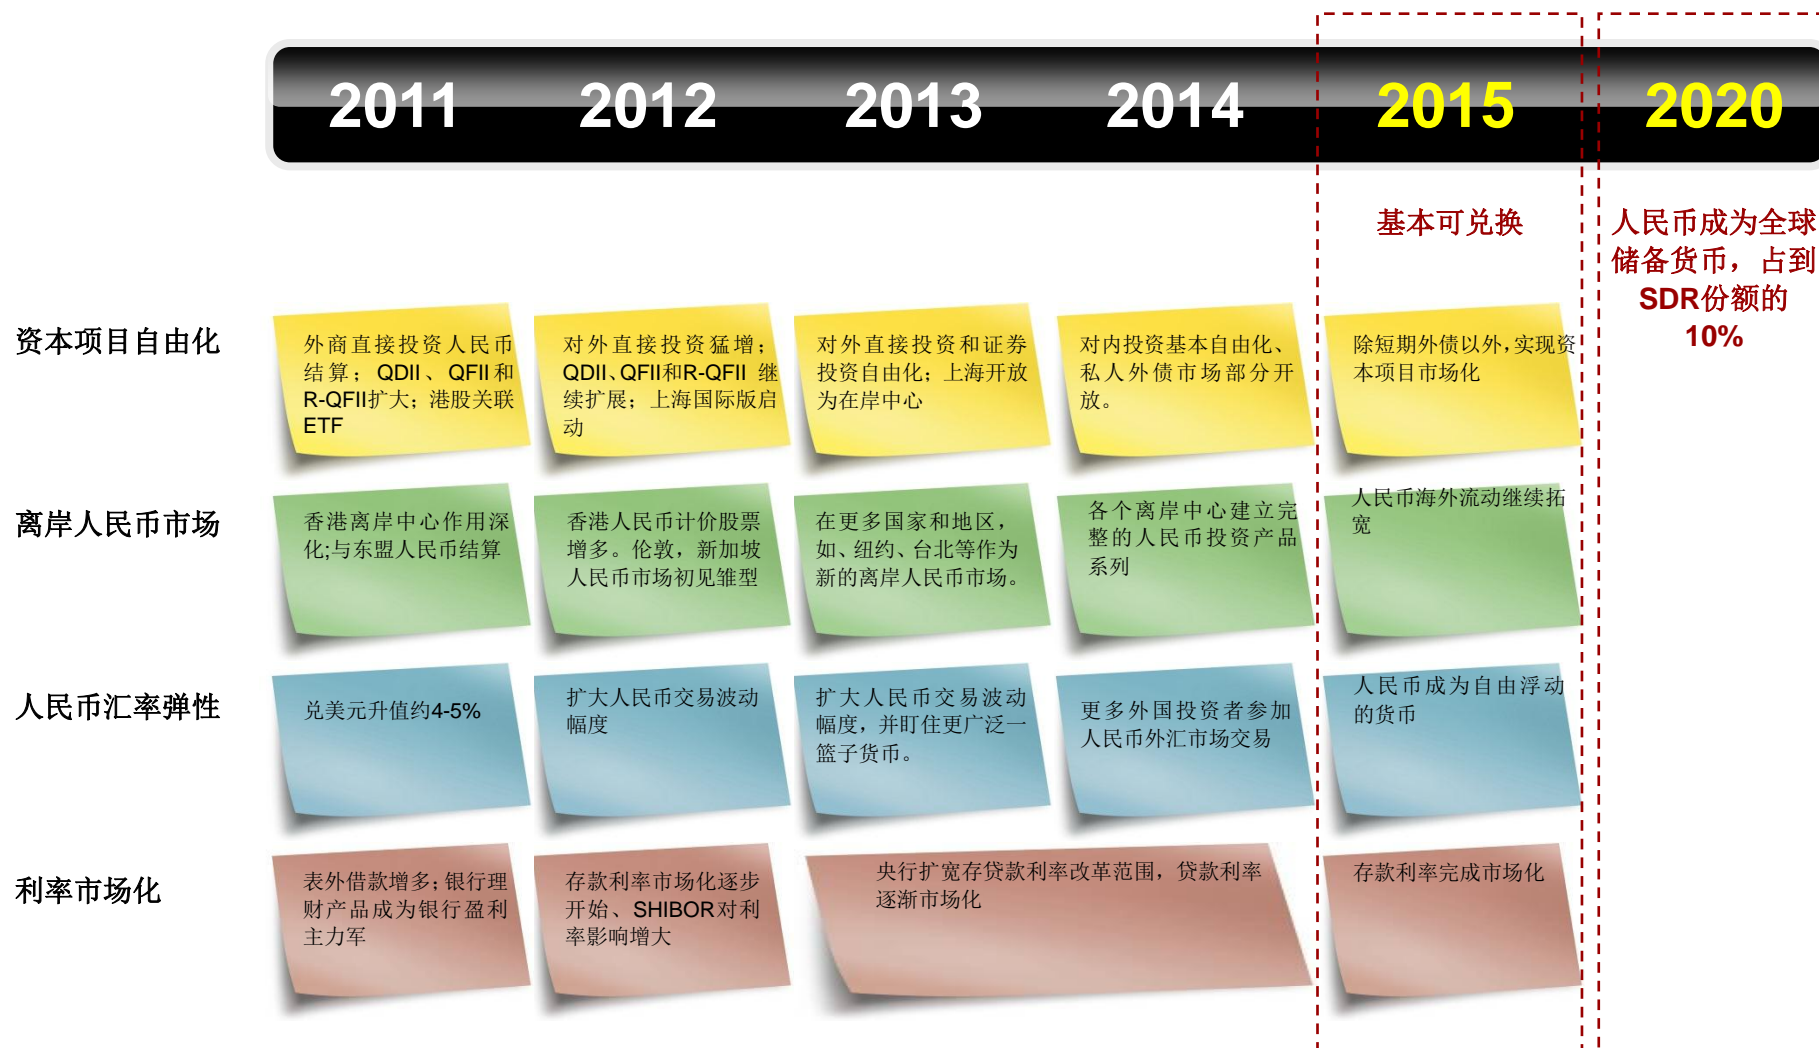 2011 2012 2013 2014 2015 2020
基本可兑换
人民币成为全球
储备货币，占到
SDR份额的
10%
资本项目自由化
外商直接投资人民币
结算；QDII、QFII和
R-QFII扩大；港股关联
ETF
对外直接投资猛增；
QDII、QFII和R-QFII 继
续扩展；上海国际版启
动
对外直接投资和证券
投资自由化；上海开放
为在岸中心
对内投资基本自由化、
私人外债市场部分开
放。
除短期外债以外，实现资
本项目市场化
离岸人民币市场
香港离岸中心作用深
化;与东盟人民币结算
香港人民币计价股票
增多。伦敦，新加坡
人民币市场初见雏型
在更多国家和地区，
如、纽约、台北等作为
新的离岸人民币市场。
各个离岸中心建立完
整的人民币投资产品
系列
人民币海外流动继续拓
宽
人民币汇率弹性
兑美元升值约4-5%
扩大人民币交易波动
幅度
扩大人民币交易波动
幅度，并盯住更广泛一
篮子货币。
更多外国投资者参加
人民币外汇市场交易
人民币成为自由浮动
的货币
利率市场化
表外借款增多；银行理
财产品成为银行盈利
主力军
存款利率市场化逐步
开始、SHIBOR对利
率影响增大
央行扩宽存贷款利率改革范围，贷款利率
逐渐市场化
存款利率完成市场化